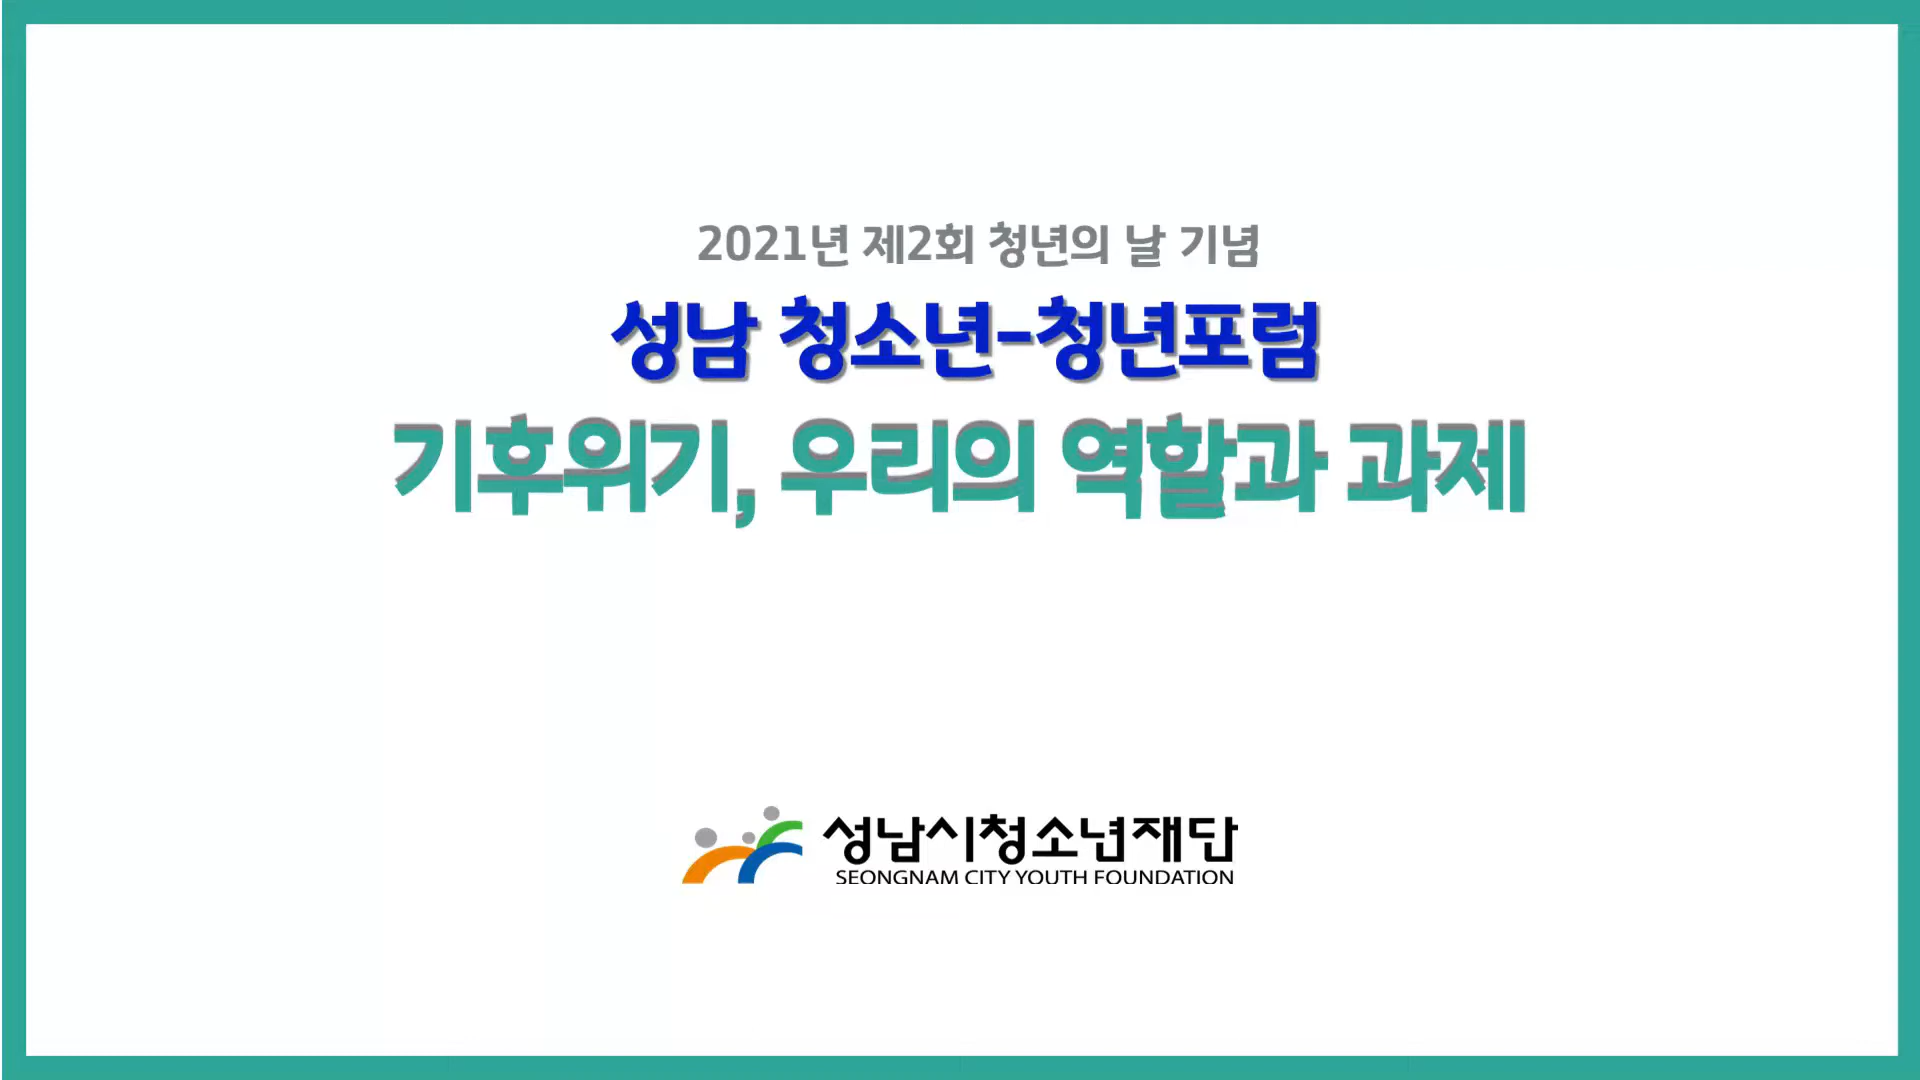 2021년 제2회 청년의 날 기념
성남 청소년-청년포럼
기후위기, 우리의 역할과 과제
성남시청소년재단
SEONGNAM CITY YOUTH FOUNDATION